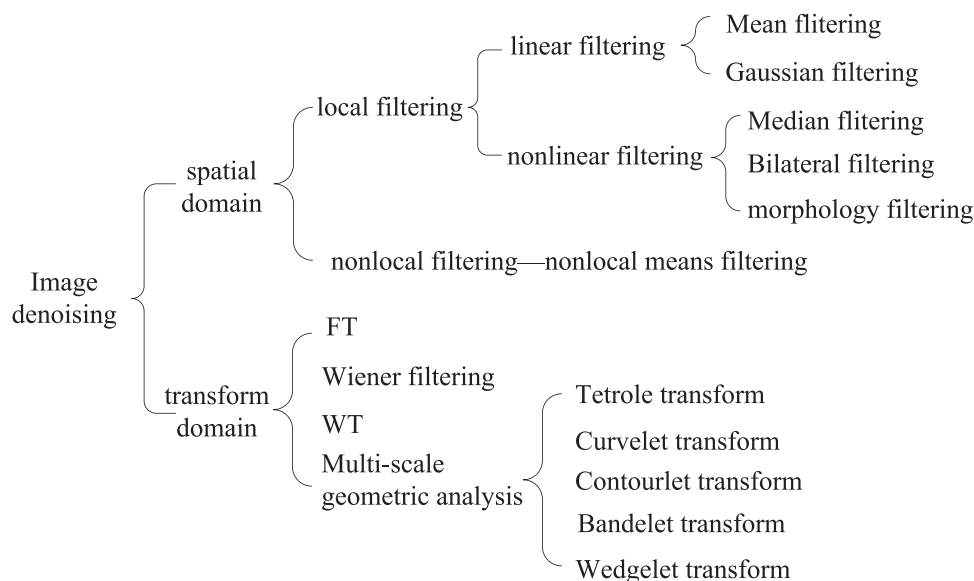 Mean flitering
linear filtering
Gaussian filtering
local filtering
Median flitering
nonlinear filtering
Bilateral filtering
morphology filtering
spatial
domain
nonlocal filtering—nonlocal means filtering
Image
denoising
FT
Wiener filtering
transform
domain
WT
Multi-scale
geometric analysis
Tetrole transform
Curvelet transform
Contourlet transform
Bandelet transform
Wedgelet transform